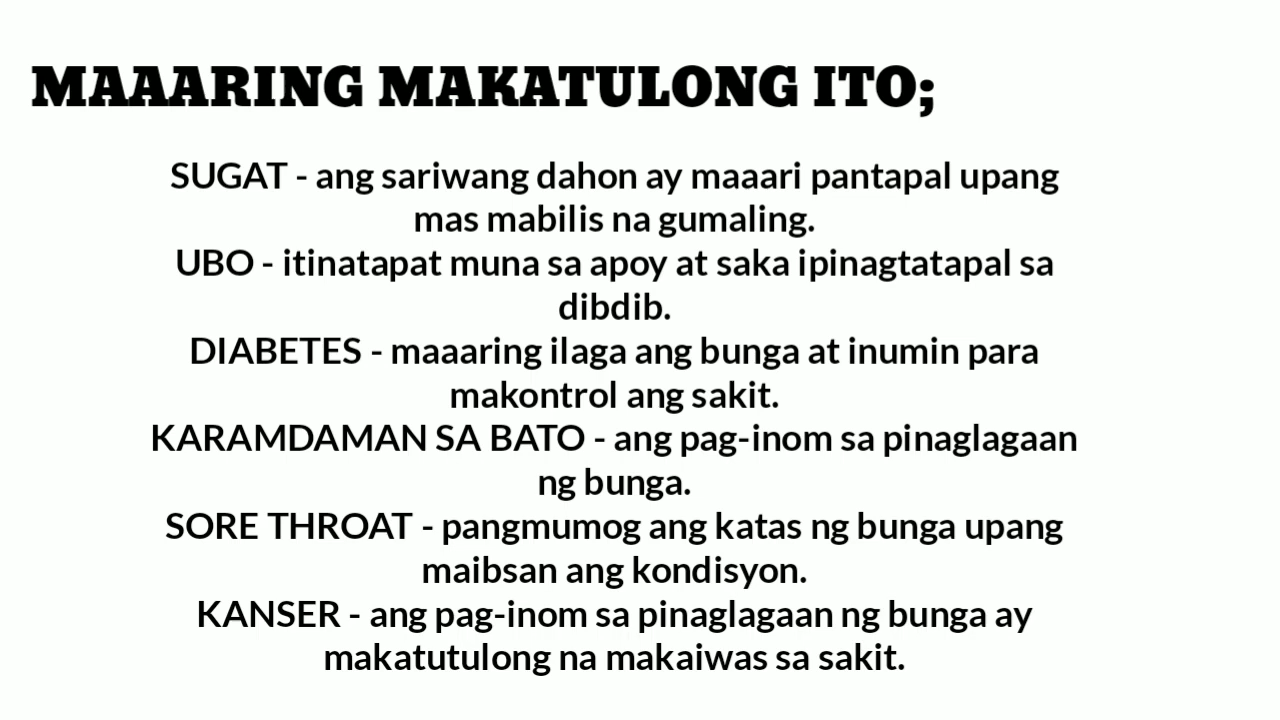 MAAARING MAKATULONG ITO;
SUGAT - ang sariwang dahon ay maaari pantapal upang
mas mabilis na gumaling.
UBO - itinatapat muna sa apoy at saka ipinagtatapal sa
dibdib.
DIABETES - maaaring ilaga ang bunga at inumin para
makontrol ang sakit.
KARAMDAMAN SA BATO - ang pag-inom sa pinaglagaan
ng bunga.
SORE THROAT - pangmumog ang katas ng bunga upang
maibsan ang kondisyon.
KANSER - ang pag-inom sa pinaglagaan ng bunga ay
makatutulong na makaiwas sa sakit.